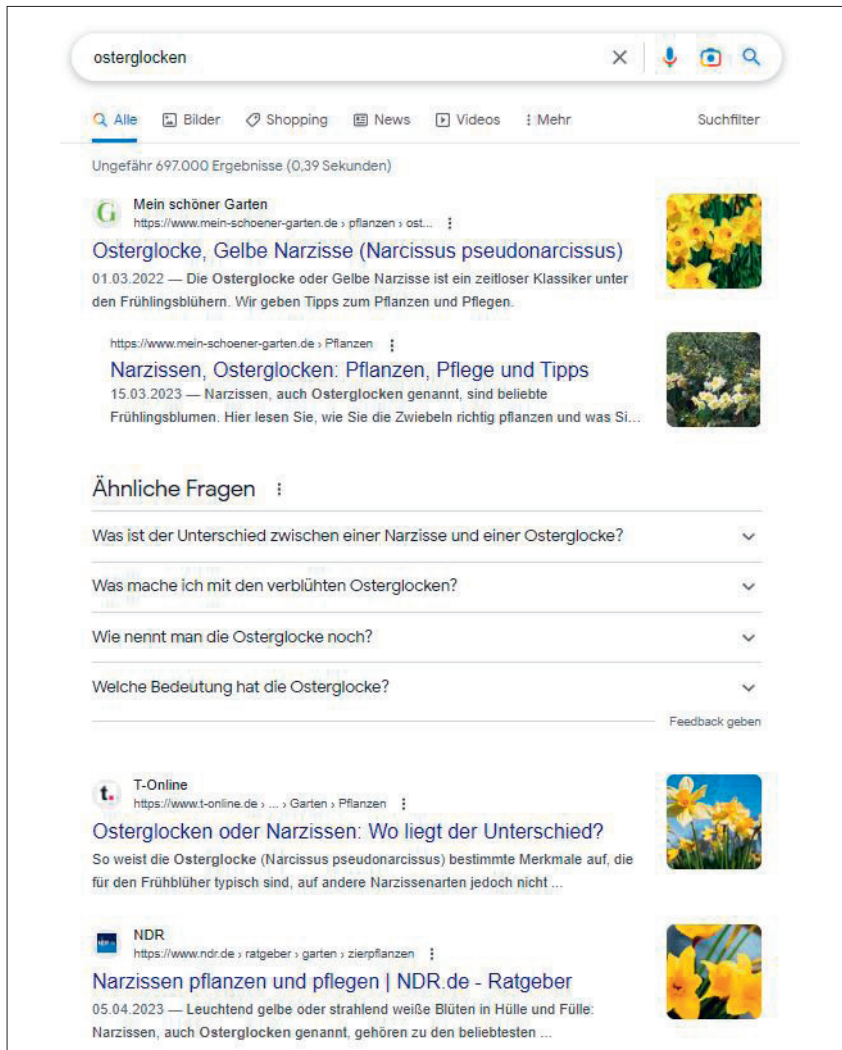 osterglocken
Alle Bilder Shopping News Videos Mehr Suchfilter
Ungefähr 697.000 Ergebnisse (0,39 Sekunden)
G Mein schöner Garten
https://www.mein-schoener-garten.de › pflanzen › ost...
Osterglocke, Gelbe Narzisse (Narcissus pseudonarcissus)
01.03.2022 — Die Osterglocke oder Gelbe Narzisse ist ein zeitloser Klassiker unter
den Frühlingsblühern. Wir geben Tipps zum Pflanzen und Pflegen.
https://www.mein-schoener-garten.de › Pflanzen
Narzissen, Osterglocken: Pflanzen, Pflege und Tipps
15.03.2023 — Narzissen, auch Osterglocken genannt, sind beliebte
Frühlingsblumen. Hier lesen Sie, wie Sie die Zwiebeln richtig pflanzen und was Si...
Ähnliche Fragen
Was ist der Unterschied zwischen einer Narzisse und einer Osterglocke?
Was mache ich mit den verblühten Osterglocken?
Wie nennt man die Osterglocke noch?
Welche Bedeutung hat die Osterglocke?
Feedback geben
t. T-Online
https://www.t-online.de › ... › Garten › Pflanzen
Osterglocken oder Narzissen: Wo liegt der Unterschied?
So weist die Osterglocke (Narcissus pseudonarcissus) bestimmte Merkmale auf, die
für den Frühblüher typisch sind, auf andere Narzissenarten jedoch nicht ...
NDR
https://www.ndr.de › ratgeber › garten › zierpflanzen
Narzissen pflanzen und pflegen | NDR.de - Ratgeber
05.04.2023 — Leuchtend gelbe oder strahlend weiße Blüten in Hülle und Fülle:
Narzissen, auch Osterglocken genannt, gehören zu den beliebtesten ...